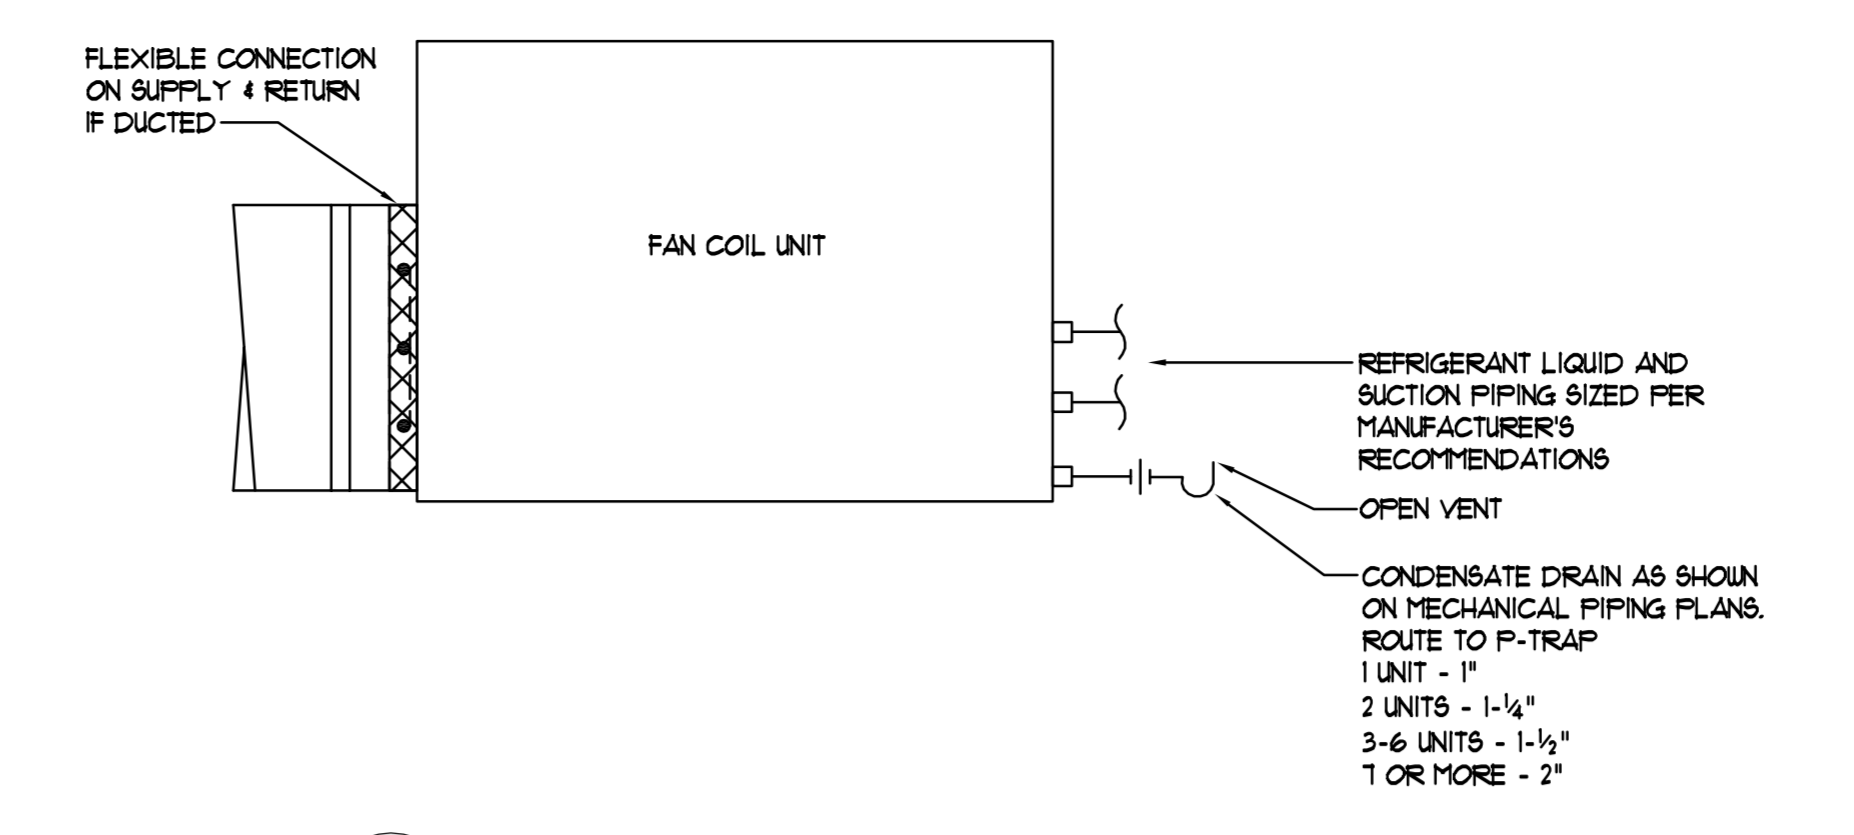 FLEXIBLE CONNECTION
ON SUPPLY & RETURN
IF DUCTED
FAN COIL UNIT
REFRIGERANT LIQUID AND
SUCTION PIPING SIZED PER
MANUFACTURER'S
RECOMMENDATIONS
OPEN VENT
CONDENSATE DRAIN AS SHOWN
ON MECHANICAL PIPING PLANS.
ROUTE TO P-TRAP
1 UNIT - 1"
2 UNITS - 1-1/4"
3-6 UNITS - 1-1/2"
7 OR MORE - 2"